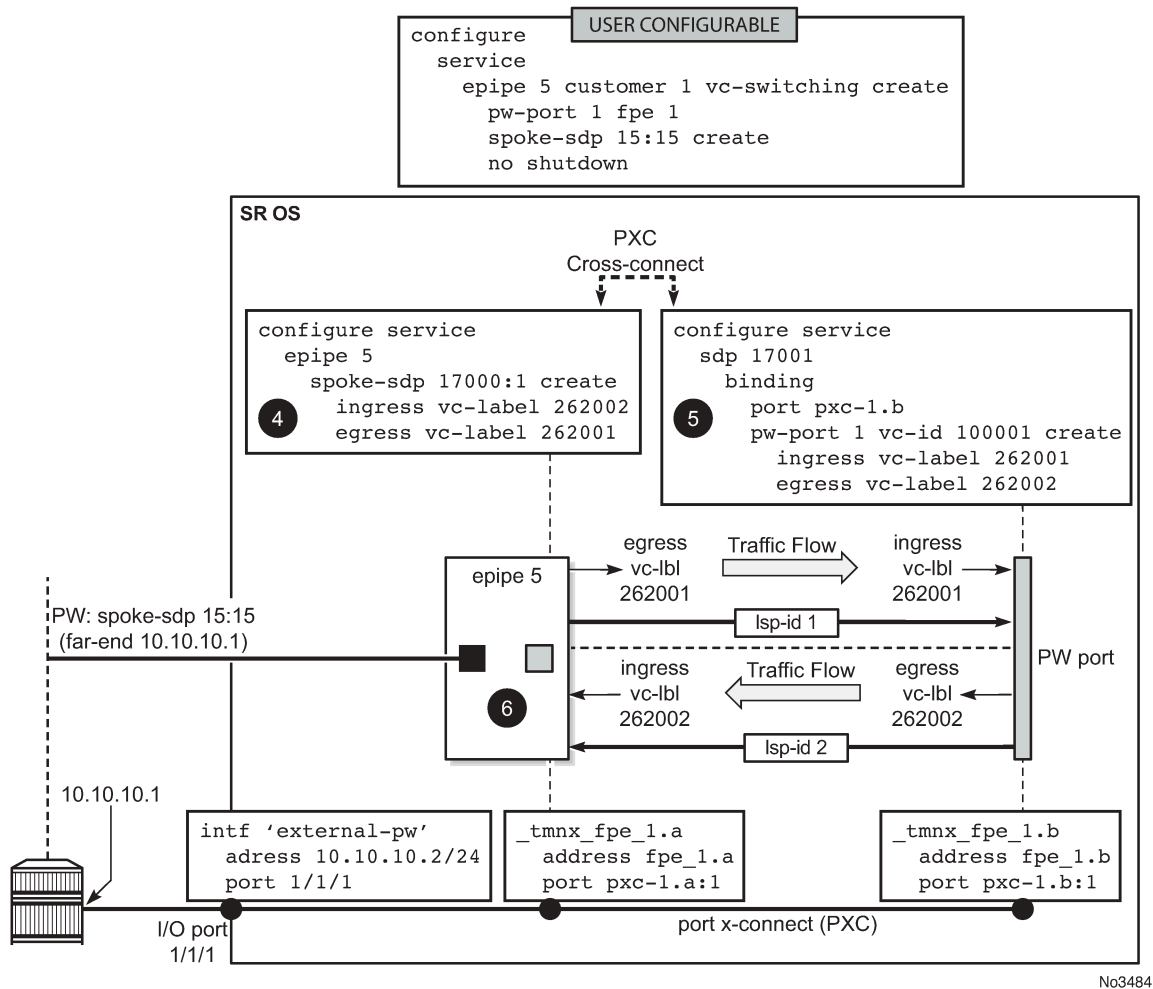 USER CONFIGURABLE
configure
service
epipe 5 customer 1 vc-switching create
pw-port 1 fpe 1
spoke-sdp 15:15 create
no shutdown
SR OS
PXC
Cross-connect
configure service
epipe 5
spoke-sdp 17000:1 create
ingress vc-label 262002
egress vc-label 262001
4
configure service
sdp 17001
binding
port pxc-1.b
pw-port 1 vc-id 100001 create
ingress vc-label 262001
egress vc-label 262002
5
epipe 5
egress
vc-lbl
262001
Traffic Flow
ingress
vc-lbl
262001
lsp-id 1
PW: spoke-sdp 15:15
(far-end 10.10.10.1)
6
ingress
vc-lbl
262002
Traffic Flow
egress
vc-lbl
262002
PW port
lsp-id 2
10.10.10.1
intf ‘external-pw’
adress 10.10.10.2/24
port 1/1/1
_tmnx_fpe_1.a
address fpe_1.a
port pxc-1.a:1
_tmnx_fpe_1.b
address fpe_1.b
port pxc-1.b:1
I/O port
1/1/1
port x-connect (PXC)
No3484